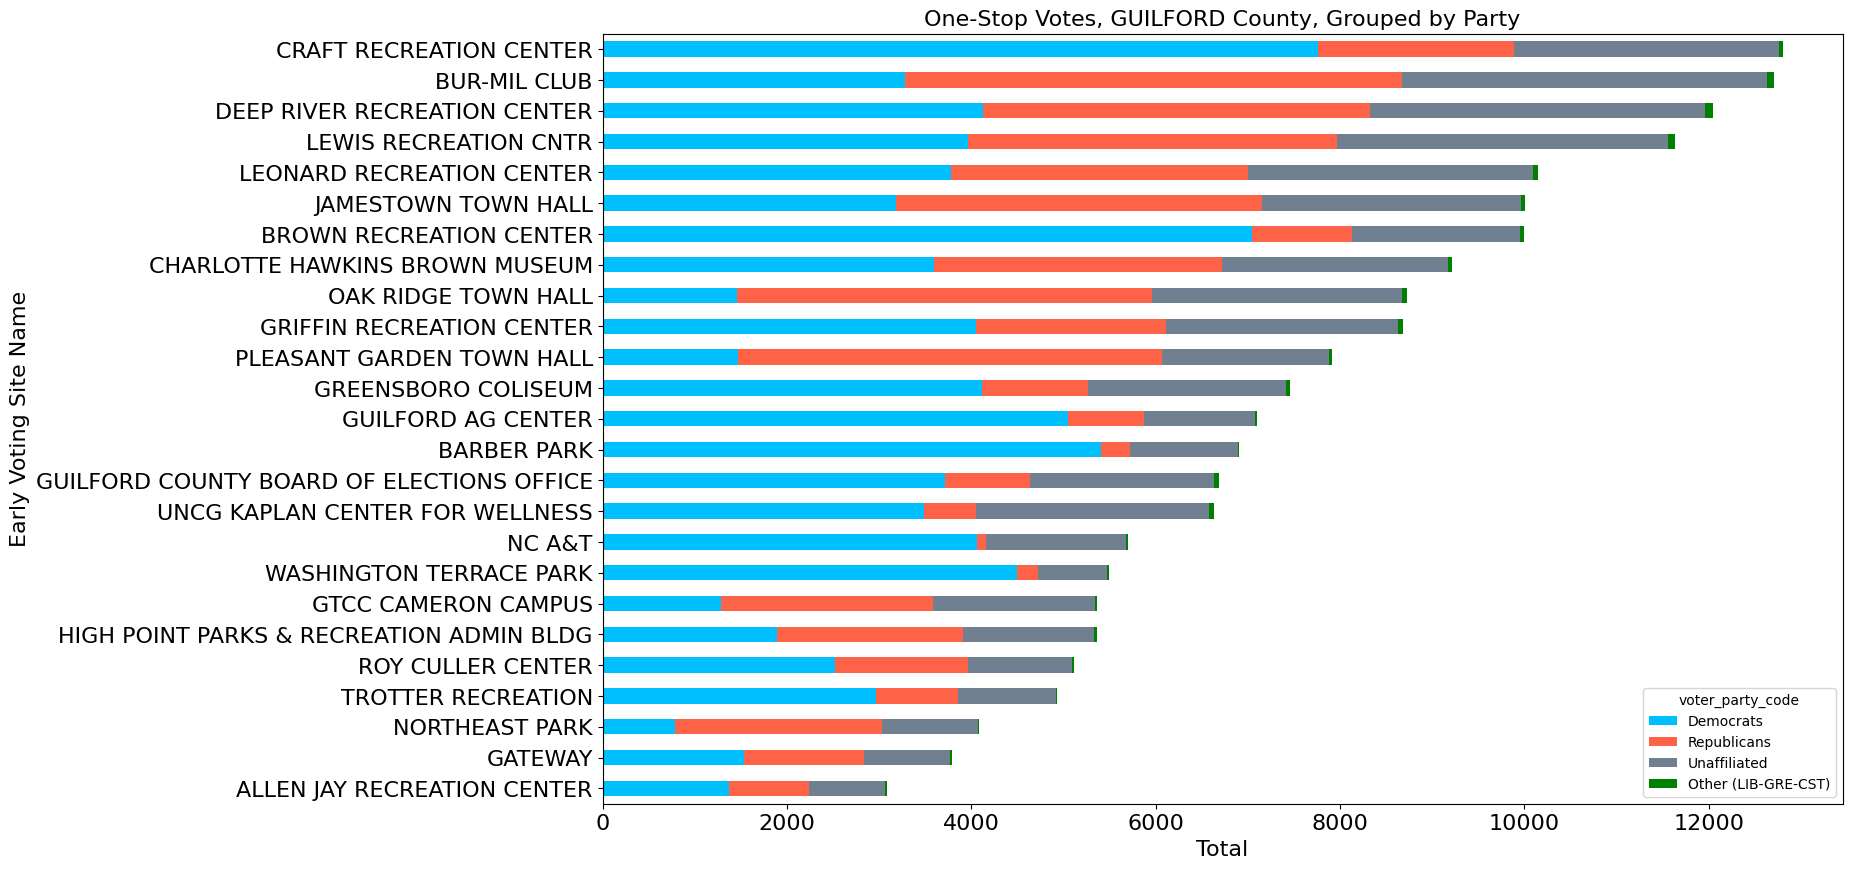 One-Stop Votes, GUILFORD County, Grouped by Party
Early Voting Site Name
CRAFT RECREATION CENTER
BUR-MIL CLUB
DEEP RIVER RECREATION CENTER
LEWIS RECREATION CNTR
LEONARD RECREATION CENTER
JAMESTOWN TOWN HALL
BROWN RECREATION CENTER
CHARLOTTE HAWKINS BROWN MUSEUM
OAK RIDGE TOWN HALL
GRIFFIN RECREATION CENTER
PLEASANT GARDEN TOWN HALL
GREENSBORO COLISEUM
GUILFORD AG CENTER
BARBER PARK
GUILFORD COUNTY BOARD OF ELECTIONS OFFICE
UNCG KAPLAN CENTER FOR WELLNESS
NC A&T
WASHINGTON TERRACE PARK
GTCC CAMERON CAMPUS
HIGH POINT PARKS & RECREATION ADMIN BLDG
ROY CULLER CENTER
TROTTER RECREATION
NORTHEAST PARK
GATEWAY
ALLEN JAY RECREATION CENTER
voter_party_code
Democrats
Republicans
Unaffiliated
Other (LIB-GRE-CST)
0 2000 4000 6000 8000 10000 12000
Total